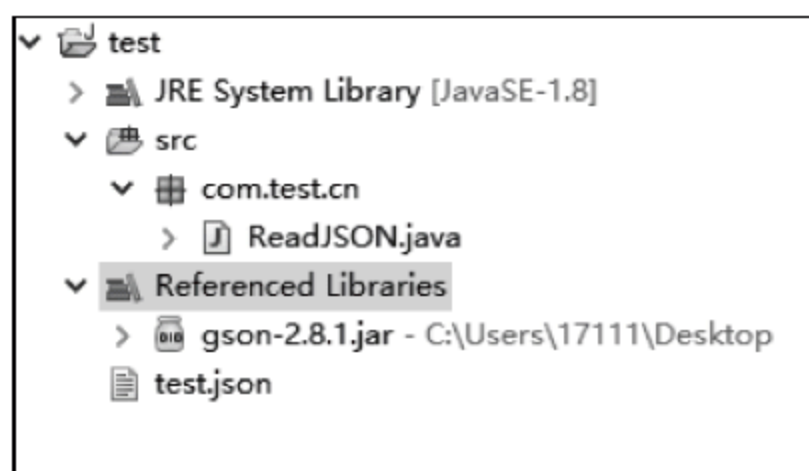 test
JRE System Library [JavaSE-1.8]
src
com.test.cn
ReadJSON.java
Referenced Libraries
gson-2.8.1.jar - C:\Users\17111\Desktop
test.json